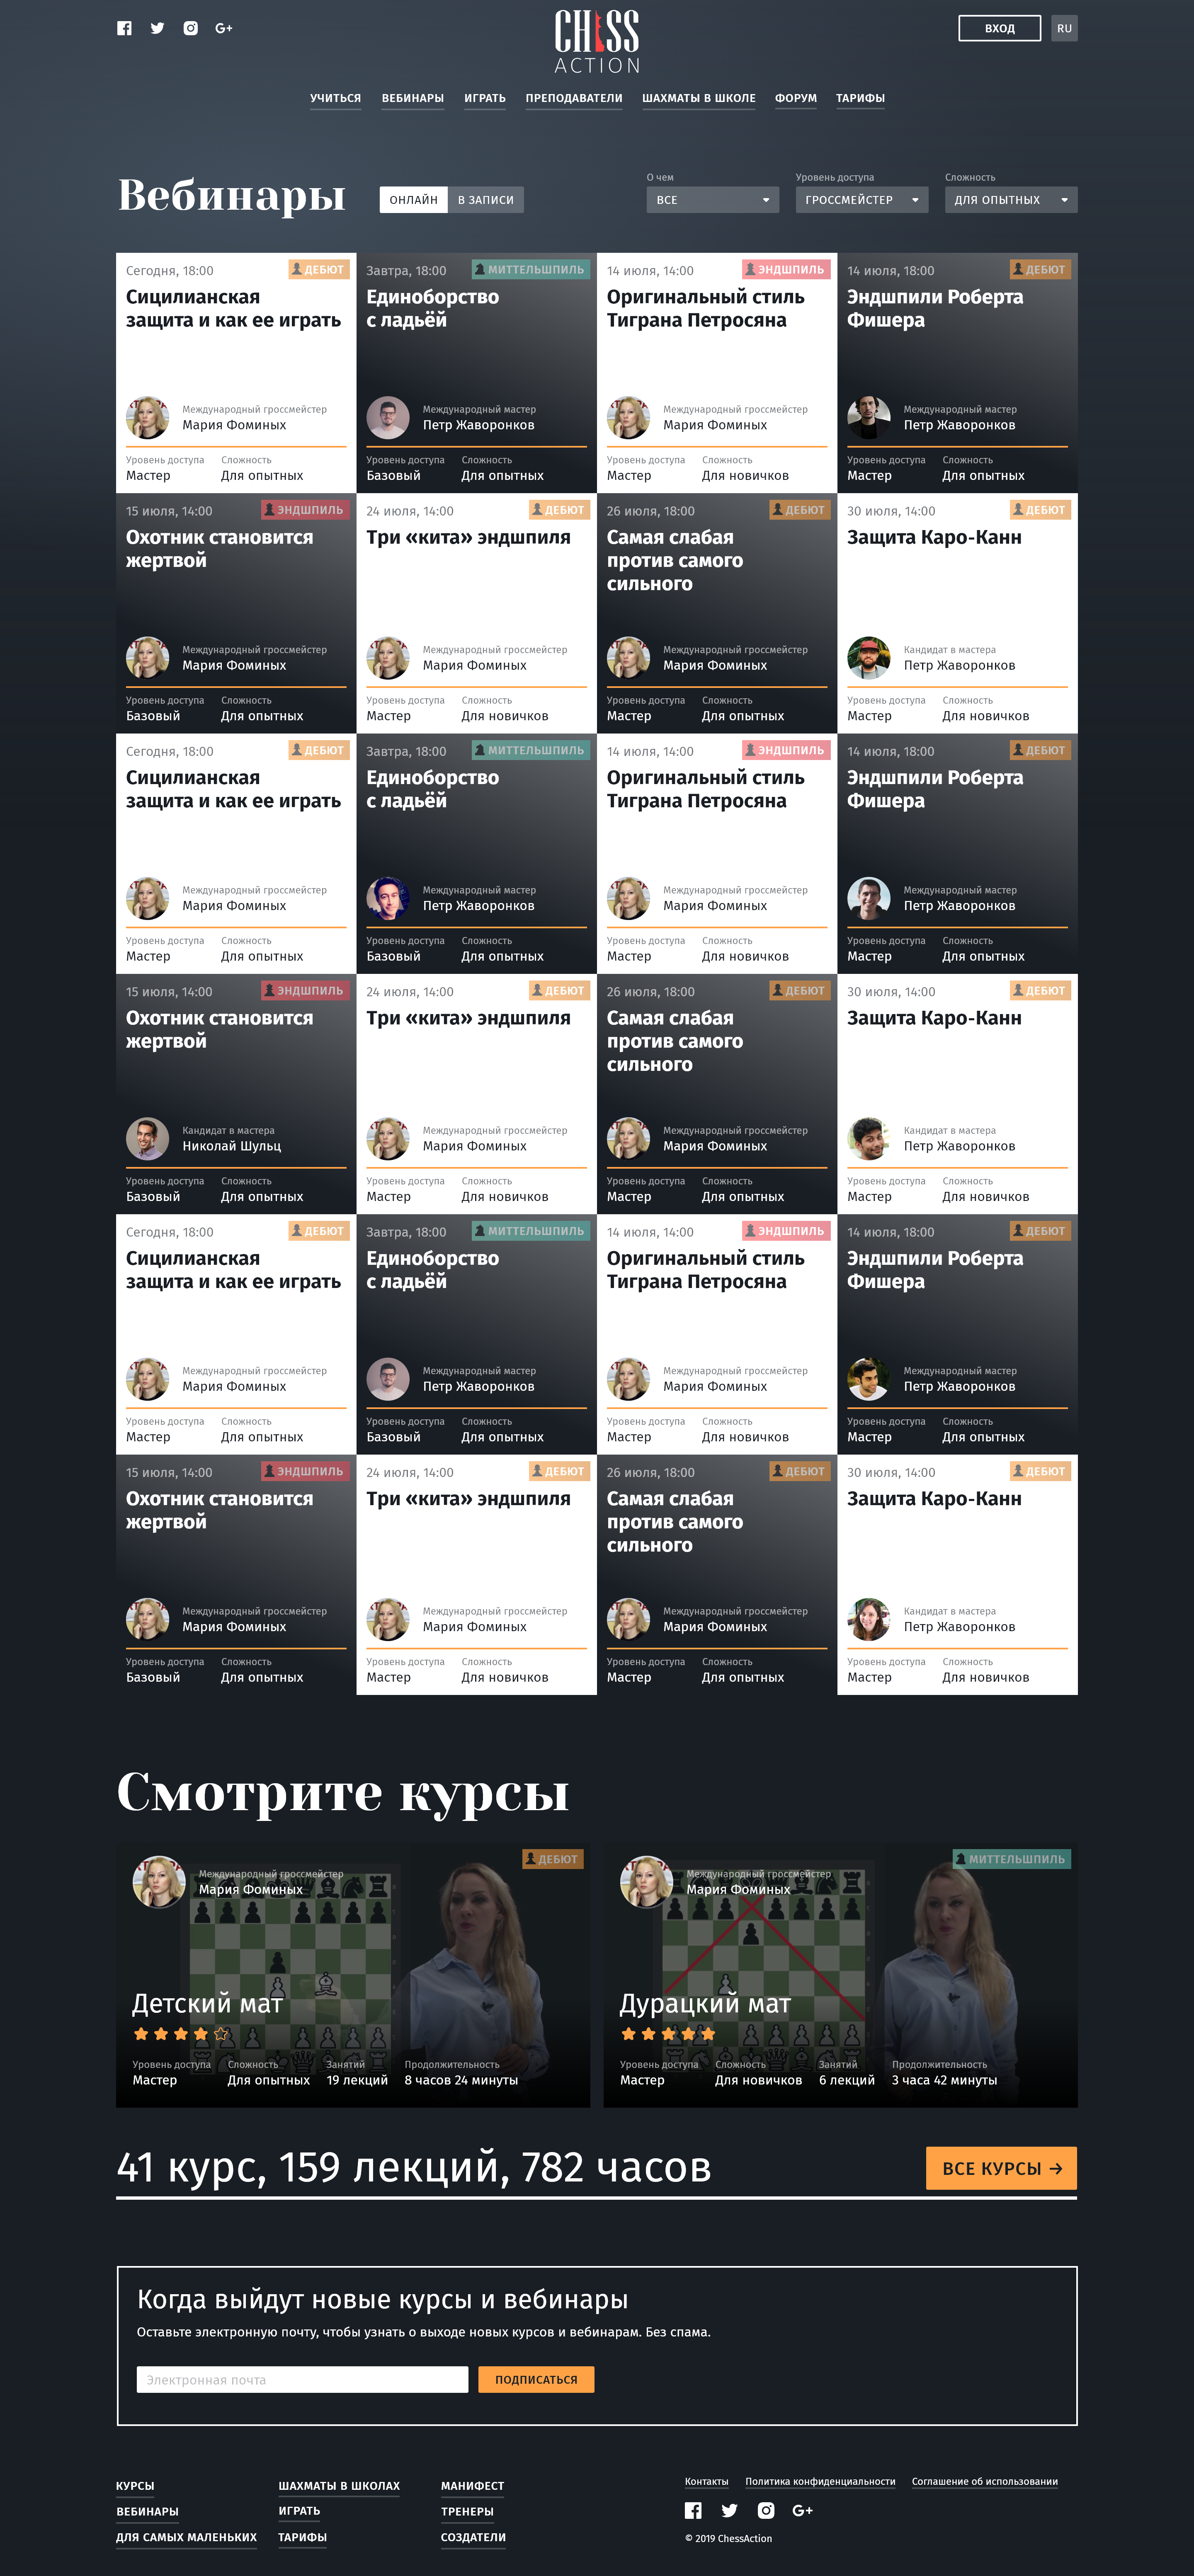 CHESS
ACTION
ВХОД
RU
УЧИТЬСЯ ВЕБИНАРЫ ИГРАТЬ ПРЕПОДАВАТЕЛИ ШАХМАТЫ В ШКОЛЕ ФОРУМ ТАРИФЫ
Вебинары
ОНЛАЙН В ЗАПИСИ
О чем
ВСЕ
Уровень доступа
ГРОССМЕЙСТЕР
Сложность
ДЛЯ ОПЫТНЫХ
Сегодня, 18:00 ДЕБЮТ
Сицилианская
защита и как ее играть
Международный гроссмейстер
Мария Фоминых
Уровень доступа Сложность
Мастер Для опытных
Завтра, 18:00 МИТТЕЛЬШПИЛЬ
Единоборство
с ладьёй
Международный мастер
Петр Жаворонков
Уровень доступа Сложность
Базовый Для опытных
14 июля, 14:00 ЭНДШПИЛЬ
Оригинальный стиль
Тиграна Петросяна
Международный гроссмейстер
Мария Фоминых
Уровень доступа Сложность
Мастер Для новичков
14 июля, 18:00 ДЕБЮТ
Эндшпили Роберта
Фишера
Международный мастер
Петр Жаворонков
Уровень доступа Сложность
Мастер Для опытных
15 июля, 14:00 ЭНДШПИЛЬ
Охотник становится
жертвой
Международный гроссмейстер
Мария Фоминых
Уровень доступа Сложность
Базовый Для опытных
24 июля, 14:00 ДЕБЮТ
Три «кита» эндшпиля
Международный гроссмейстер
Мария Фоминых
Уровень доступа Сложность
Мастер Для новичков
26 июля, 18:00 ДЕБЮТ
Самая слабая
против самого
сильного
Международный гроссмейстер
Мария Фоминых
Уровень доступа Сложность
Мастер Для опытных
30 июля, 14:00 ДЕБЮТ
Защита Каро-Канн
Кандидат в мастера
Петр Жаворонков
Уровень доступа Сложность
Мастер Для новичков
Сегодня, 18:00 ДЕБЮТ
Сицилианская
защита и как ее играть
Международный гроссмейстер
Мария Фоминых
Уровень доступа Сложность
Мастер Для опытных
Завтра, 18:00 МИТТЕЛЬШПИЛЬ
Единоборство
с ладьёй
Международный мастер
Петр Жаворонков
Уровень доступа Сложность
Базовый Для опытных
14 июля, 14:00 ЭНДШПИЛЬ
Оригинальный стиль
Тиграна Петросяна
Международный гроссмейстер
Мария Фоминых
Уровень доступа Сложность
Мастер Для новичков
14 июля, 18:00 ДЕБЮТ
Эндшпили Роберта
Фишера
Международный мастер
Петр Жаворонков
Уровень доступа Сложность
Мастер Для опытных
15 июля, 14:00 ЭНДШПИЛЬ
Охотник становится
жертвой
Кандидат в мастера
Николай Шульц
Уровень доступа Сложность
Базовый Для опытных
24 июля, 14:00 ДЕБЮТ
Три «кита» эндшпиля
Международный гроссмейстер
Мария Фоминых
Уровень доступа Сложность
Мастер Для новичков
26 июля, 18:00 ДЕБЮТ
Самая слабая
против самого
сильного
Международный гроссмейстер
Мария Фоминых
Уровень доступа Сложность
Мастер Для опытных
30 июля, 14:00 ДЕБЮТ
Защита Каро-Канн
Кандидат в мастера
Петр Жаворонков
Уровень доступа Сложность
Мастер Для новичков
Сегодня, 18:00 ДЕБЮТ
Сицилианская
защита и как ее играть
Международный гроссмейстер
Мария Фоминых
Уровень доступа Сложность
Мастер Для опытных
Завтра, 18:00 МИТТЕЛЬШПИЛЬ
Единоборство
с ладьёй
Международный мастер
Петр Жаворонков
Уровень доступа Сложность
Базовый Для опытных
14 июля, 14:00 ЭНДШПИЛЬ
Оригинальный стиль
Тиграна Петросяна
Международный гроссмейстер
Мария Фоминых
Уровень доступа Сложность
Мастер Для новичков
14 июля, 18:00 ДЕБЮТ
Эндшпили Роберта
Фишера
Международный мастер
Петр Жаворонков
Уровень доступа Сложность
Мастер Для опытных
15 июля, 14:00 ЭНДШПИЛЬ
Охотник становится
жертвой
Международный гроссмейстер
Мария Фоминых
Уровень доступа Сложность
Базовый Для опытных
24 июля, 14:00 ДЕБЮТ
Три «кита» эндшпиля
Международный гроссмейстер
Мария Фоминых
Уровень доступа Сложность
Мастер Для новичков
26 июля, 18:00 ДЕБЮТ
Самая слабая
против самого
сильного
Международный гроссмейстер
Мария Фоминых
Уровень доступа Сложность
Мастер Для опытных
30 июля, 14:00 ДЕБЮТ
Защита Каро-Канн
Кандидат в мастера
Петр Жаворонков
Уровень доступа Сложность
Мастер Для новичков
Смотрите курсы
ДЕБЮТ
Международный гроссмейстер
Мария Фоминых
Детский мат
Уровень доступа Сложность Занятий Продолжительность
Мастер Для опытных 19 лекций 8 часов 24 минуты
МИТТЕЛЬШПИЛЬ
Международный гроссмейстер
Мария Фоминых
Дурацкий мат
Уровень доступа Сложность Занятий Продолжительность
Мастер Для новичков 6 лекций 3 часа 42 минуты
41 курс, 159 лекций, 782 часов
ВСЕ КУРСЫ →
Когда выйдут новые курсы и вебинары
Оставьте электронную почту, чтобы узнать о выходе новых курсов и вебинарам. Без спама.
Электронная почта
ПОДПИСАТЬСЯ
КУРСЫ
ВЕБИНАРЫ
ДЛЯ САМЫХ МАЛЕНЬКИХ
ШАХМАТЫ В ШКОЛАХ
ИГРАТЬ
ТАРИФЫ
МАНИФЕСТ
ТРЕНЕРЫ
СОЗДАТЕЛИ
Контакты Политика конфиденциальности Соглашение об использовании
© 2019 ChessAction